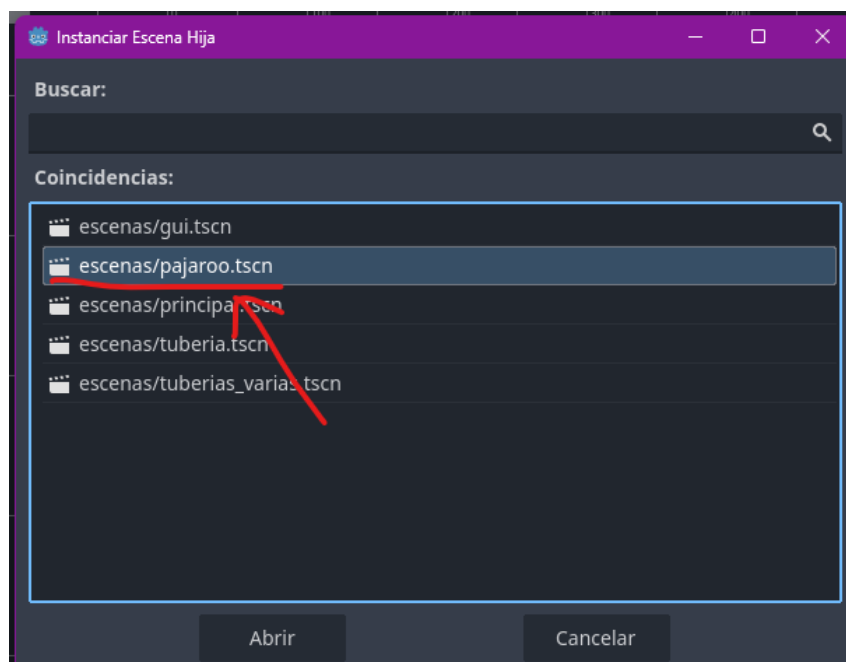 Instanciar Escena Hija
Buscar:
Coincidencias:
escenas/gui.tscn
escenas/pajaroo.tscn
escenas/principal.tscn
escenas/tuberia.tscn
escenas/tuberias_varias.tscn
Abrir Cancelar